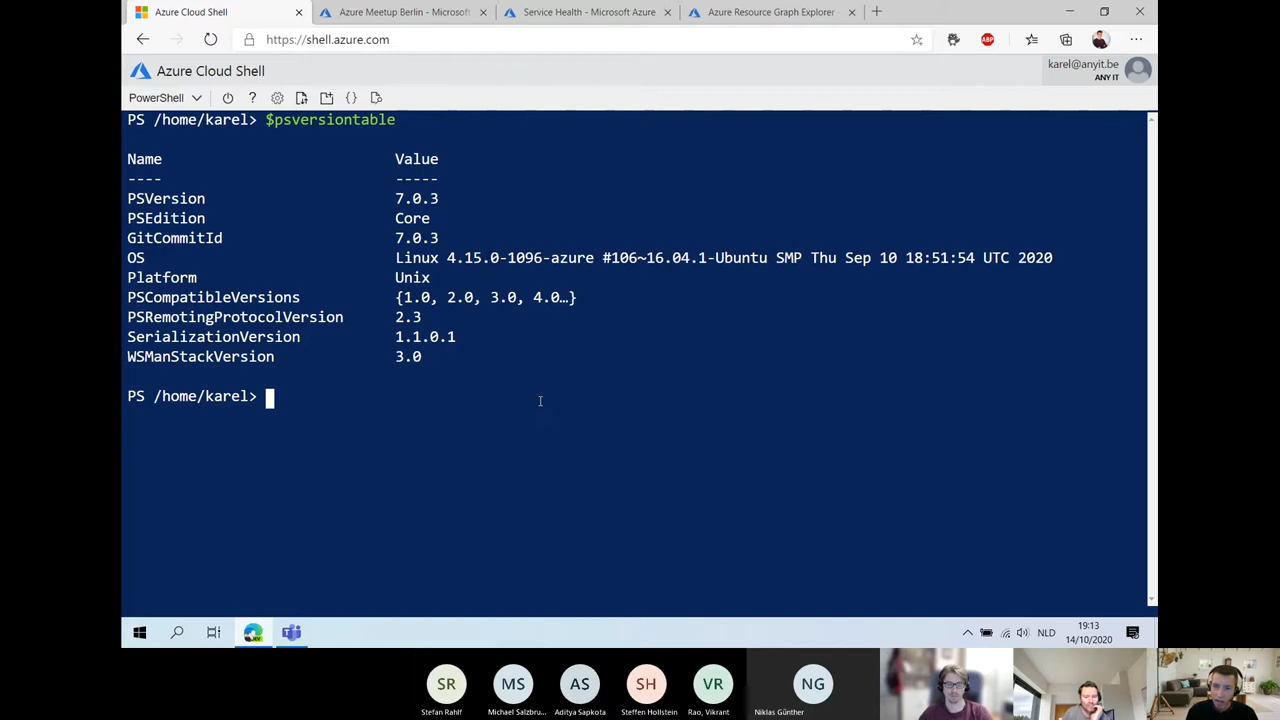 Azure Cloud Shell
Azure Meetup Berlin - Microsoft
Service Health - Microsoft Azure
Azure Resource Graph Explorer -
https://shell.azure.com
ABP
Azure Cloud Shell
karel@anyit.be
ANY IT
PowerShell
PS /home/karel> $psversiontable
Name Value
---- -----
PSVersion 7.0.3
PSEdition Core
GitCommitId 7.0.3
OS Linux 4.15.0-1096-azure #106~16.04.1-Ubuntu SMP Thu Sep 10 18:51:54 UTC 2020
Platform Unix
PSCompatibleVersions {1.0, 2.0, 3.0, 4.0…}
PSRemotingProtocolVersion 2.3
SerializationVersion 1.1.0.1
WSManStackVersion 3.0
PS /home/karel>
NLD
19:13
14/10/2020
SR MS AS SH VR NG
Stefan Rahlf Michael Salzbru... Aditya Sapkota Steffen Hollstein Rao, Vikrant Niklas Günther